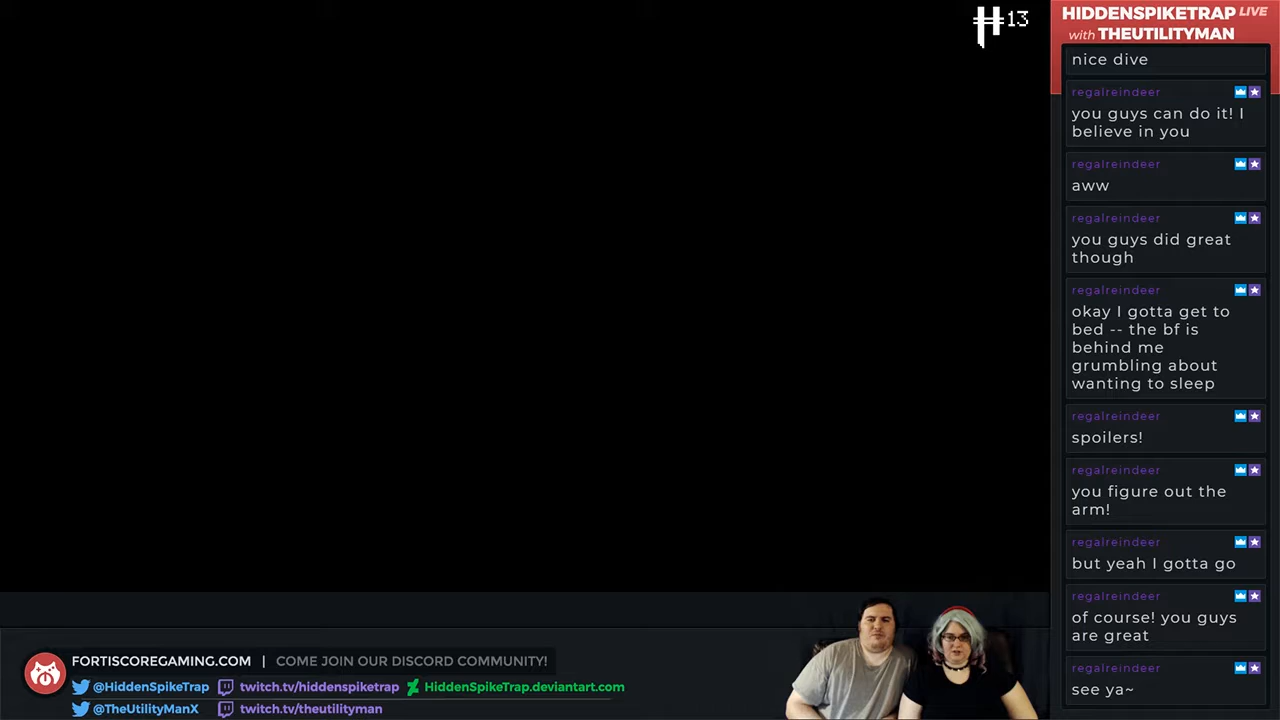 13
HIDDENSPIKETRAP LIVE
with THEUTILITYMAN
nice dive
regalreindeer
you guys can do it! I
believe in you
regalreindeer
aww
regalreindeer
you guys did great
though
regalreindeer
okay I gotta get to
bed -- the bf is
behind me
grumbling about
wanting to sleep
regalreindeer
spoilers!
regalreindeer
you figure out the
arm!
regalreindeer
but yeah I gotta go
regalreindeer
of course! you guys
are great
regalreindeer
see ya~
FORTISCOREGAMING.COM | COME JOIN OUR DISCORD COMMUNITY!
@HiddenSpikeTrap twitch.tv/hiddenspiketrap HiddenSpikeTrap.deviantart.com
@TheUtilityManX twitch.tv/theutilityman